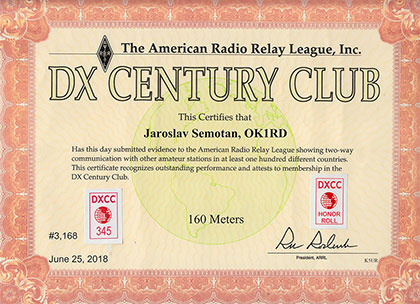 The American Radio Relay League, Inc.
DX CENTURY CLUB
This Certifies that
Jaroslav Semotan, OK1RD
Has this day submitted evidence to the American Radio Relay League showing two-way
communication with other amateur stations in at least one hundred different countries.
This certificate recognizes outstanding performance and attests to membership in the
DX Century Club.
DXCC
345
160 Meters
DXCC
HONOR
ROLL
#3,168
June 25, 2018
President, ARRL
K5UR